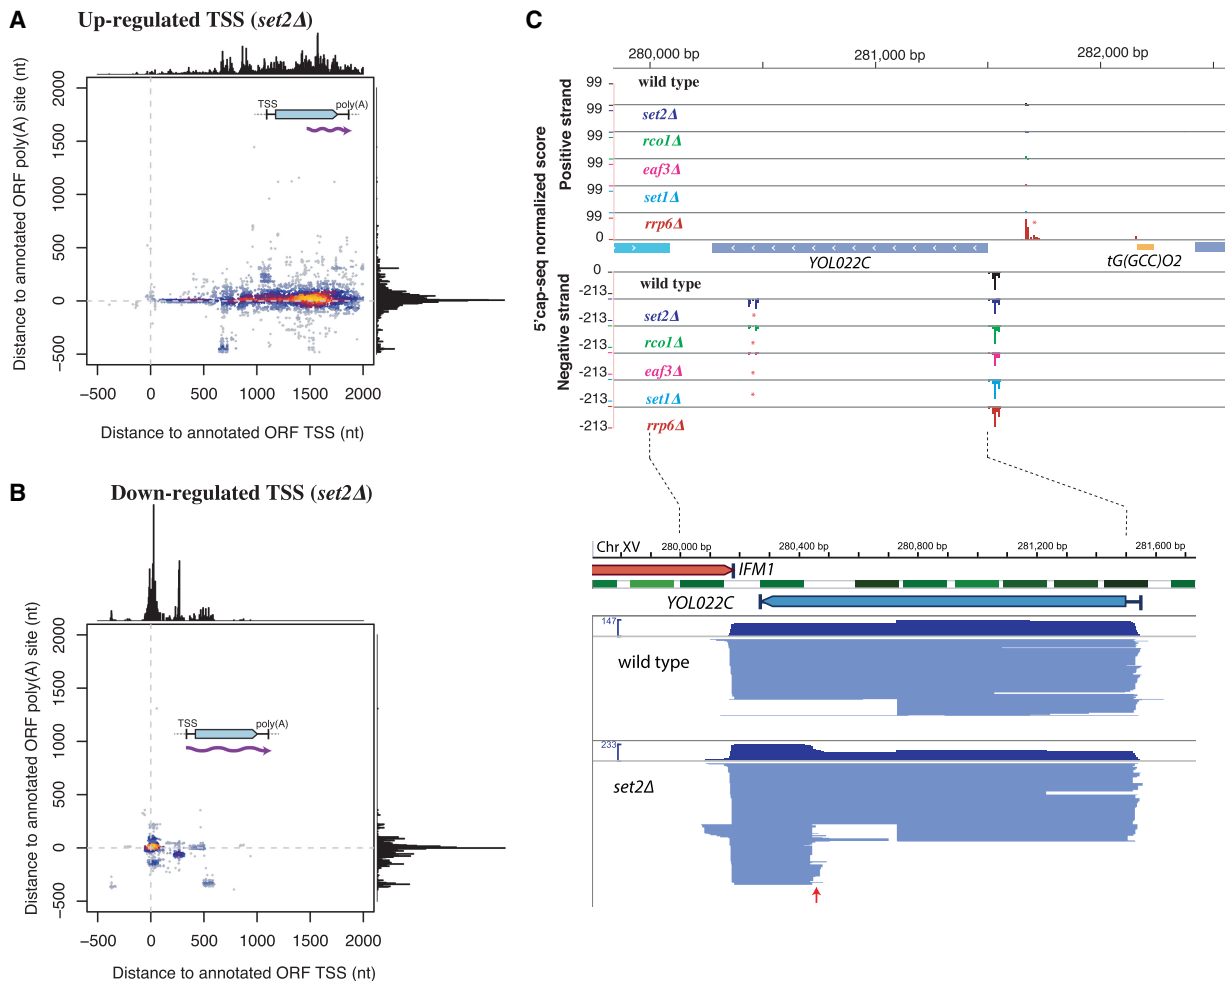 A
Up-regulated TSS (set2Δ)
Distance to annotated ORF poly(A) site (nt)
2000
1500
1000
500
0
−500
TSS
poly(A)
−500 0 500 1000 1500 2000
Distance to annotated ORF TSS (nt)
B
Down-regulated TSS (set2Δ)
Distance to annotated ORF poly(A) site (nt)
2000
1500
1000
500
0
−500
TSS
poly(A)
−500 0 500 1000 1500 2000
Distance to annotated ORF TSS (nt)
C
280,000 bp 281,000 bp 282,000 bp
5'cap-seq normalized score
Positive strand
99 wild type
99 set2Δ
99 rco1Δ
99 eaf3Δ
99 set1Δ
99 rrp6Δ
*
0
YOL022C
tG(GCC)O2
Negative strand
0
wild type
-213
set2Δ *
-213
rco1Δ *
-213
eaf3Δ *
-213
set1Δ *
-213
rrp6Δ
-213
Chr XV 280,000 bp 280,400 bp 280,800 bp 281,200 bp 281,600 bp
IFM1
YOL022C
147
wild type
233
set2Δ